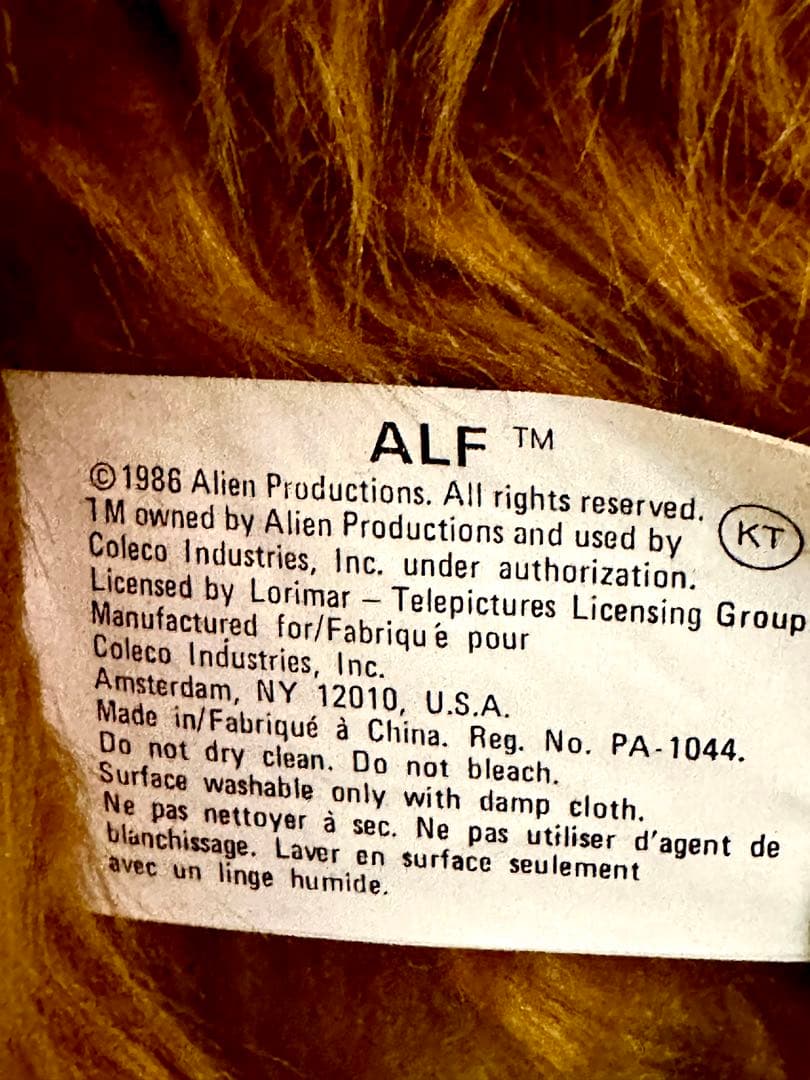 ALF ™
©1986 Alien Productions. All rights reserved.
TM owned by Alien Productions and used by
KT
Coleco Industries, Inc. under authorization.
Licensed by Lorimar – Telepictures Licensing Group
Manufactured for/Fabriqué pour
Coleco Industries, Inc.
Amsterdam, NY 12010, U.S.A.
Made in/Fabriqué à China. Reg. No. PA-1044.
Do not dry clean. Do not bleach.
Surface washable only with damp cloth.
Ne pas nettoyer à sec. Ne pas utiliser d'agent de
blanchissage. Laver en surface seulement
avec un linge humide.